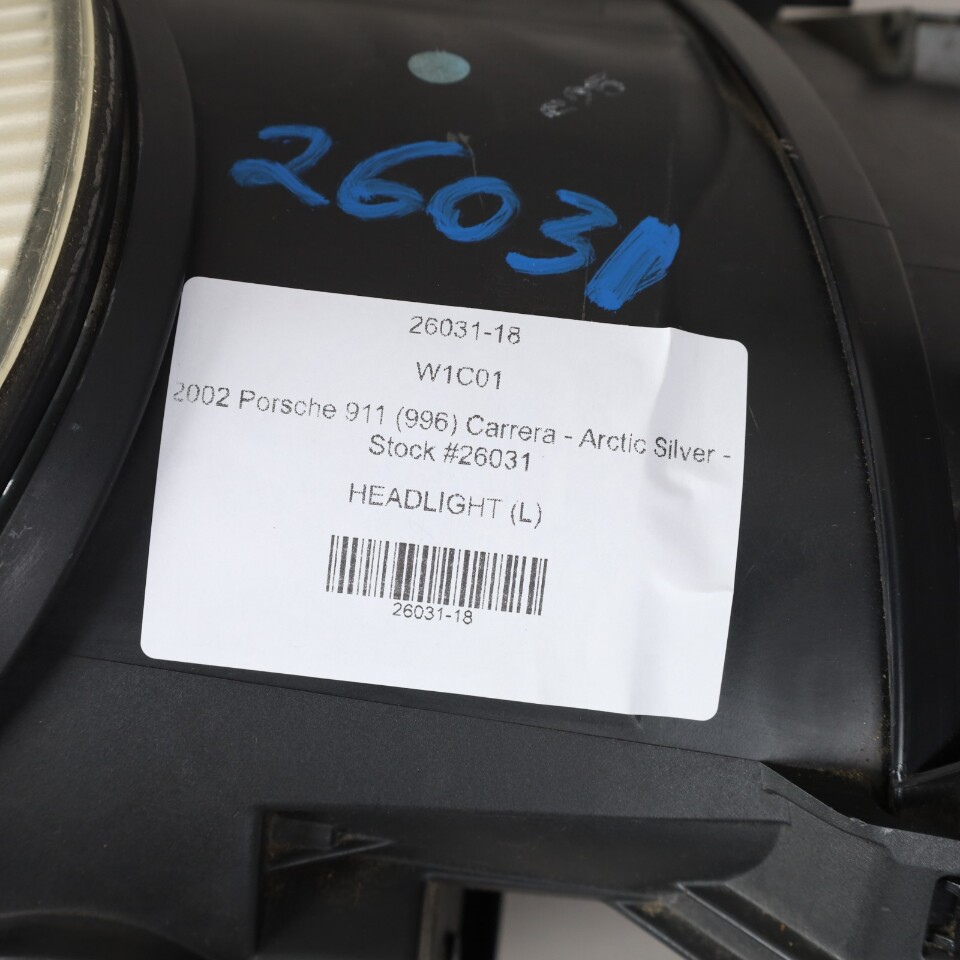 26031
26031-18
W1C01
2002 Porsche 911 (996) Carrera - Arctic Silver -
Stock #26031
HEADLIGHT (L)
26031-18